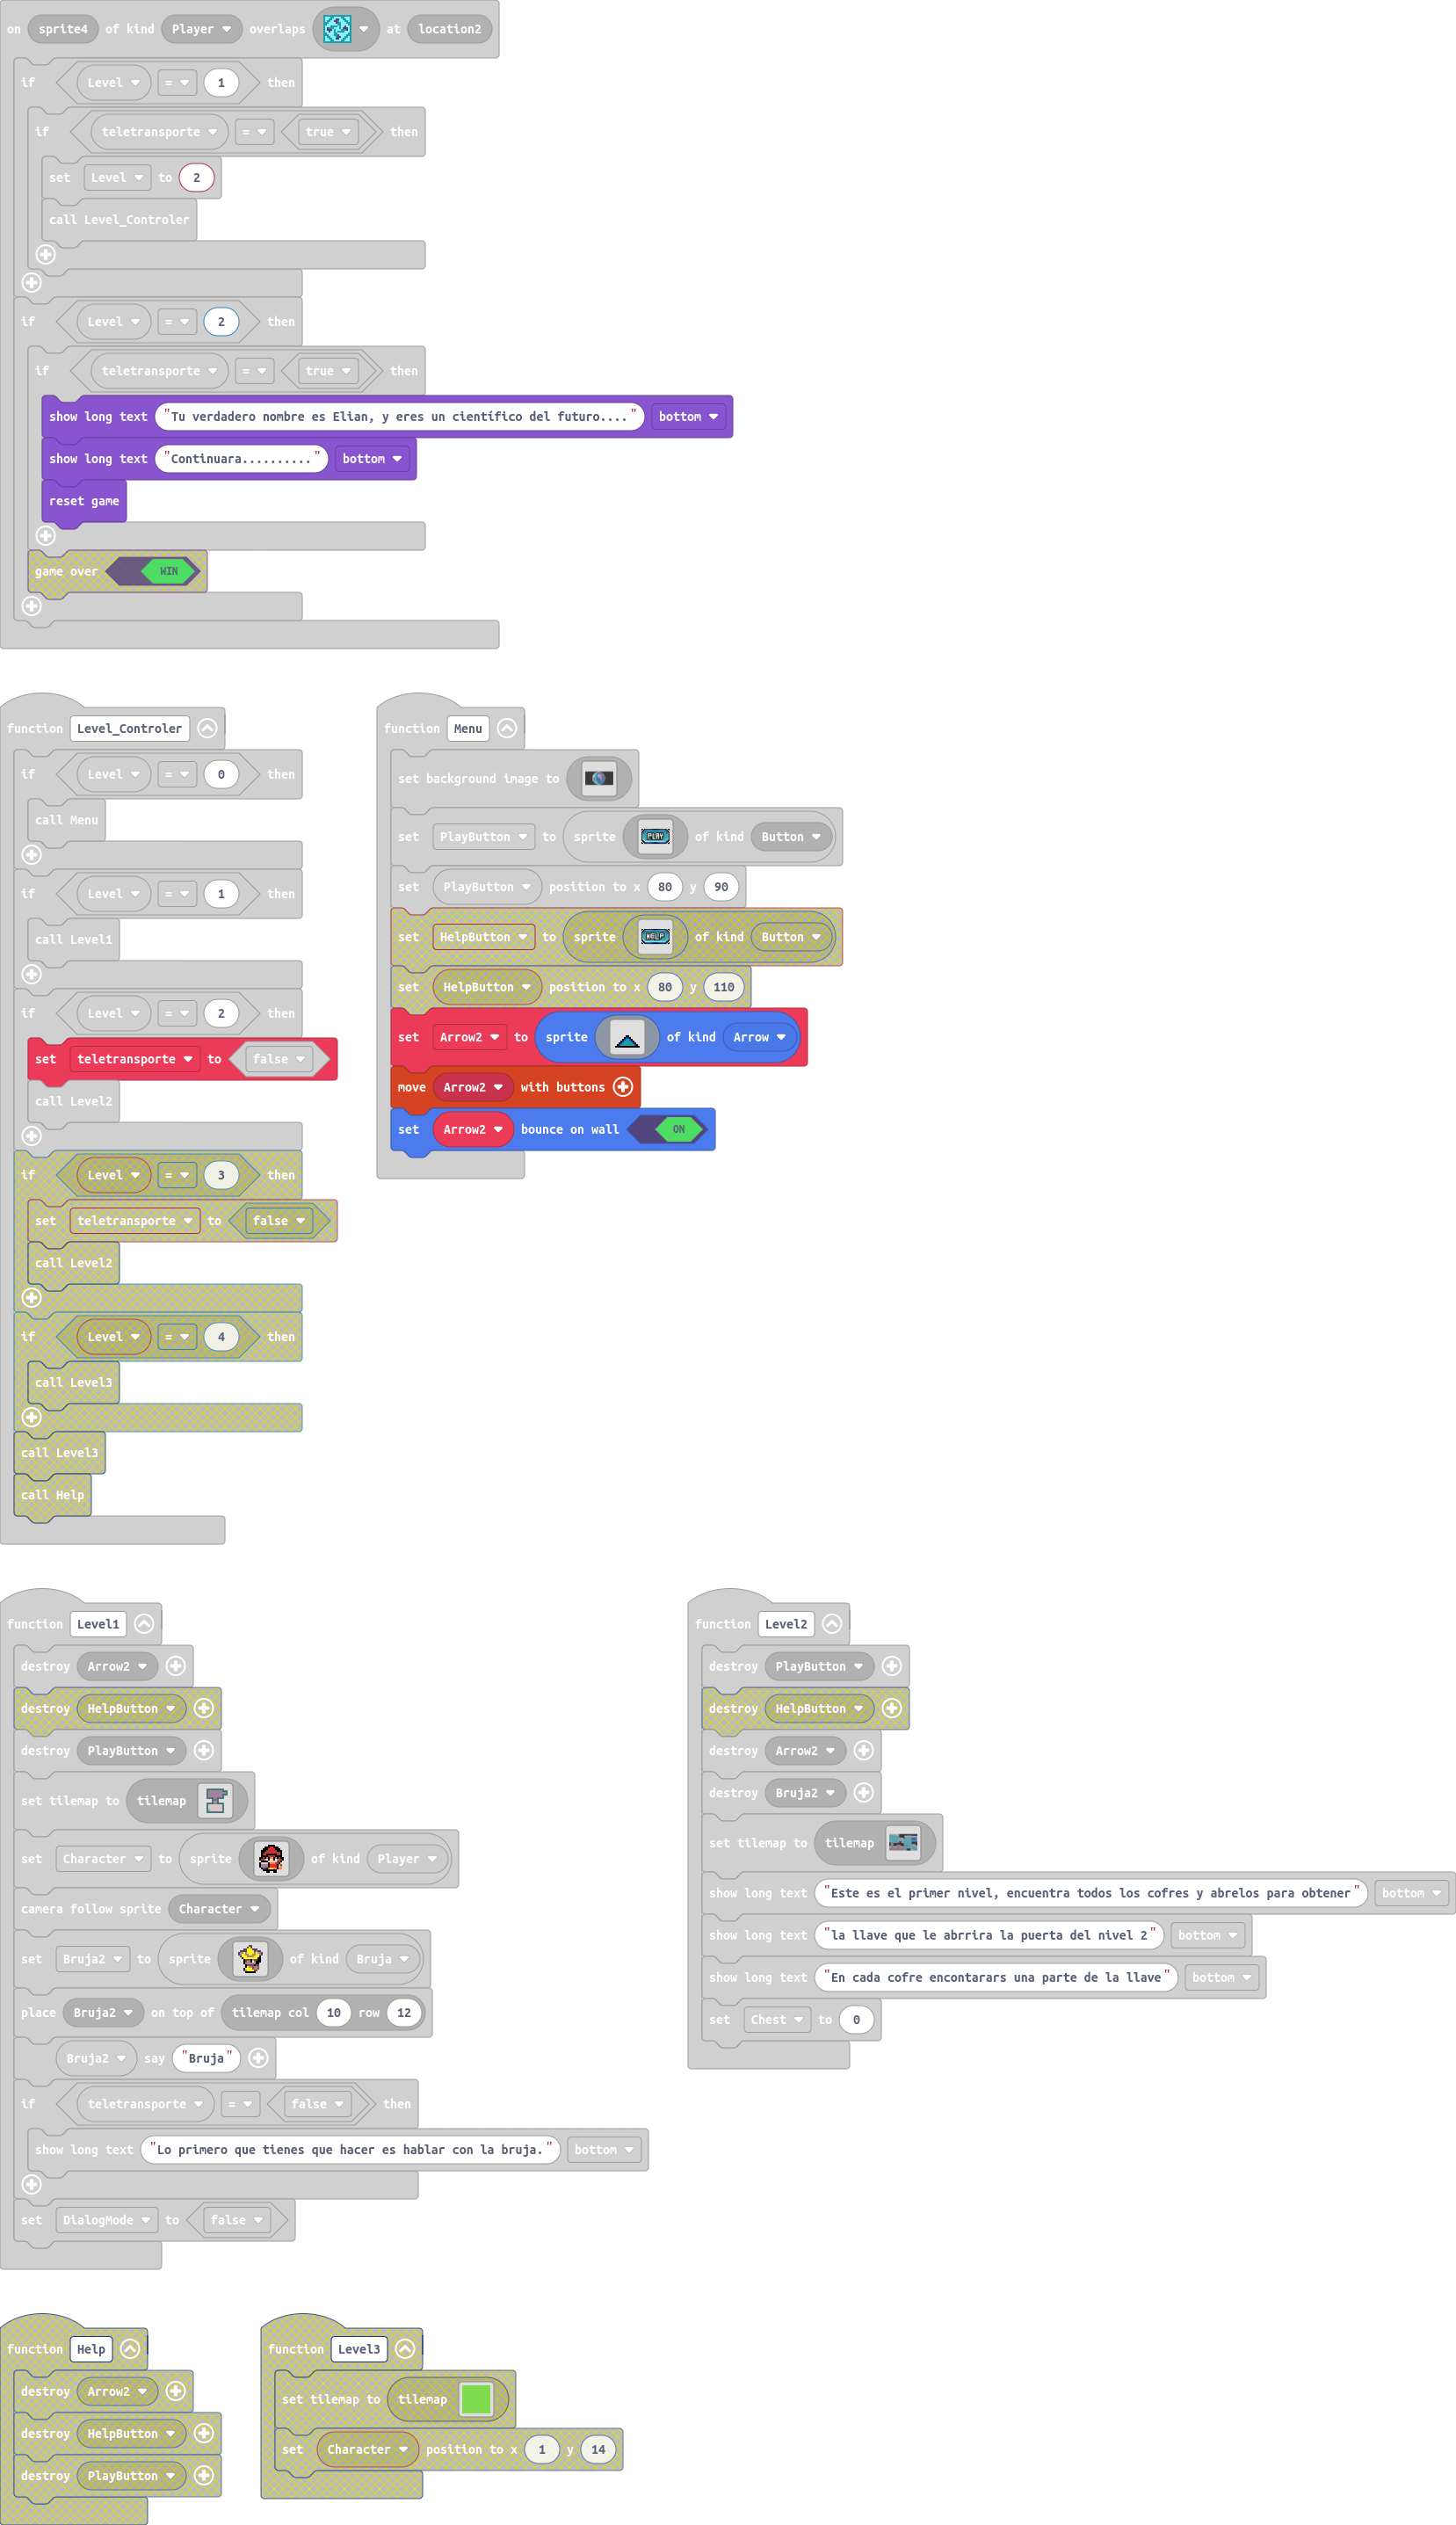 on sprite4 of kind Player overlaps at location2
if Level = 1 then
if teletransporte = true then
set Level to 2
call Level_Controler
if Level = 2 then
if teletransporte = true then
show long text "Tu verdadero nombre es Elian, y eres un científico del futuro...." bottom
show long text "Continuara.........." bottom
reset game
game over WIN
function Level_Controler
if Level = 0 then
call Menu
if Level = 1 then
call Level1
if Level = 2 then
set teletransporte to false
call Level2
if Level = 3 then
set teletransporte to false
call Level2
if Level = 4 then
call Level3
call Level3
call Help
function Menu
set background image to
set PlayButton to sprite PLAY of kind Button
set PlayButton position to x 80 y 90
set HelpButton to sprite HELP of kind Button
set HelpButton position to x 80 y 110
set Arrow2 to sprite of kind Arrow
move Arrow2 with buttons
set Arrow2 bounce on wall ON
function Level1
destroy Arrow2
destroy HelpButton
destroy PlayButton
set tilemap to tilemap
set Character to sprite of kind Player
camera follow sprite Character
set Bruja2 to sprite of kind Bruja
place Bruja2 on top of tilemap col 10 row 12
Bruja2 say "Bruja"
if teletransporte = false then
show long text "Lo primero que tienes que hacer es hablar con la bruja." bottom
set DialogMode to false
function Level2
destroy PlayButton
destroy HelpButton
destroy Arrow2
destroy Bruja2
set tilemap to tilemap
show long text "Este es el primer nivel, encuentra todos los cofres y abrelos para obtener" bottom
show long text "la llave que le abrrira la puerta del nivel 2" bottom
show long text "En cada cofre encontarars una parte de la llave" bottom
set Chest to 0
function Help
destroy Arrow2
destroy HelpButton
destroy PlayButton
function Level3
set tilemap to tilemap
set Character position to x 1 y 14